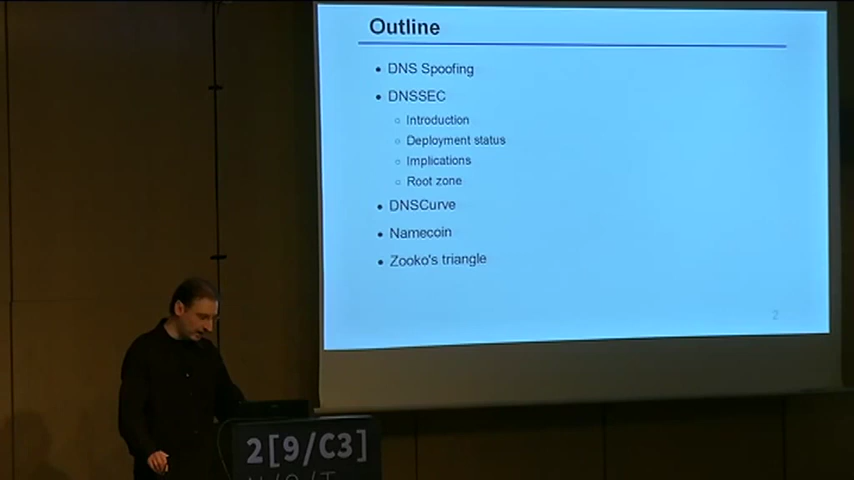 Outline
• DNS Spoofing
• DNSSEC
○ Introduction
○ Deployment status
○ Implications
○ Root zone
• DNSCurve
• Namecoin
• Zooko's triangle
2
2[9/C3]